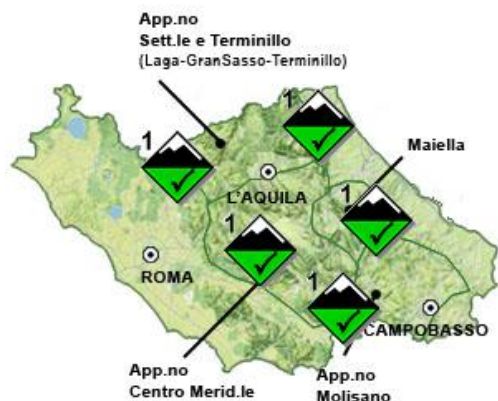 App.no
Sett.le e Terminillo
(Laga-GranSasso-Terminillo)
1
1
Maiella
L'AQUILA
1
1
ROMA
1
CAMPOBASSO
App.no
Centro Merid.le
App.no
Molisano